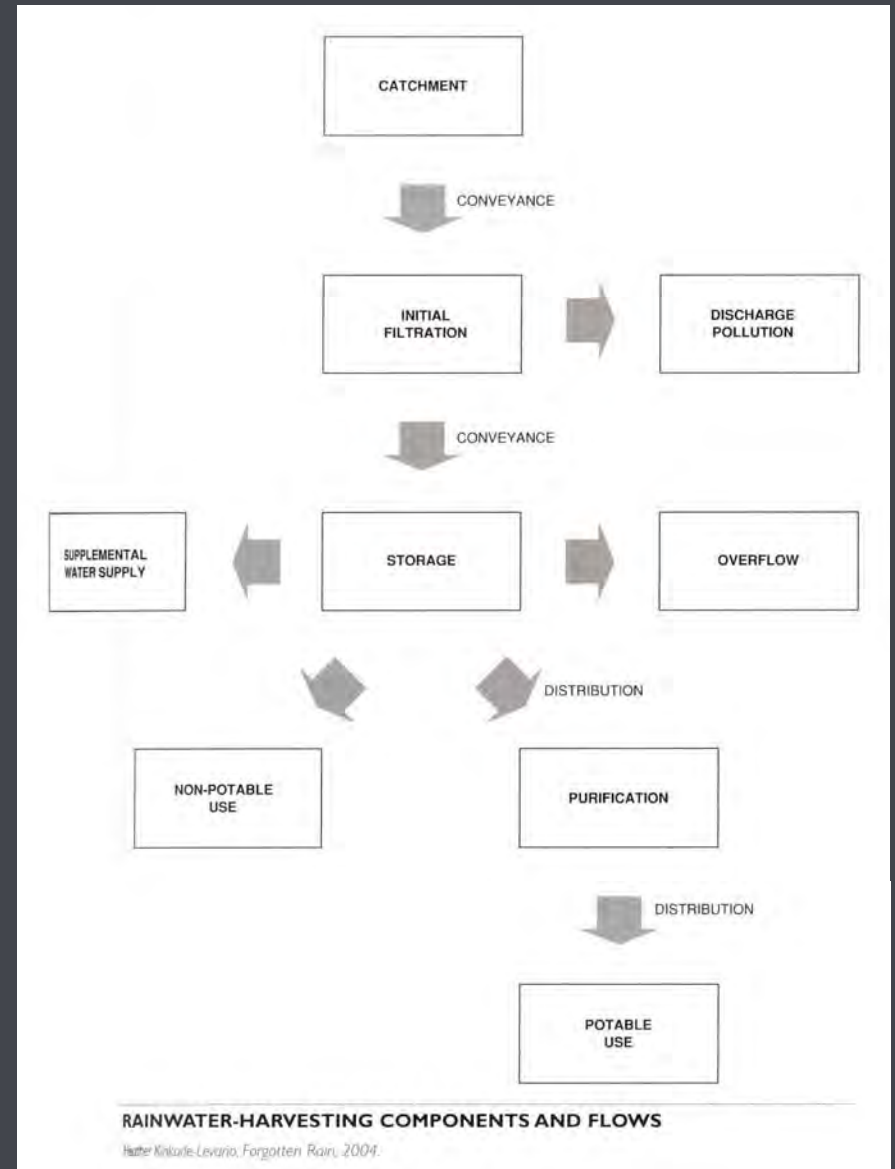 CATCHMENT
CONVEYANCE
INITIAL
FILTRATION
DISCHARGE
POLLUTION
CONVEYANCE
SUPPLEMENTAL
WATER SUPPLY
STORAGE
OVERFLOW
DISTRIBUTION
NON-POTABLE
USE
PURIFICATION
DISTRIBUTION
POTABLE
USE
RAINWATER-HARVESTING COMPONENTS AND FLOWS
Kinkade-Levario, Forgotten Rain, 2004.